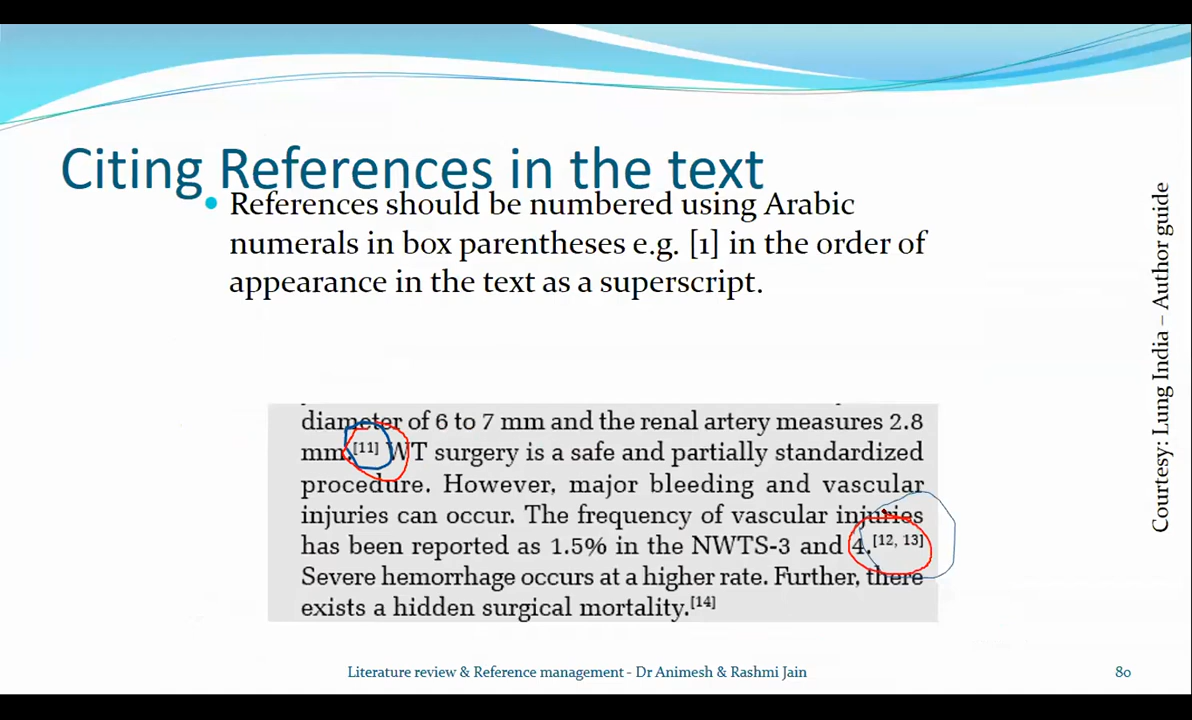 Citing References in the text
• References should be numbered using Arabic
numerals in box parentheses e.g. [1] in the order of
appearance in the text as a superscript.
diameter of 6 to 7 mm and the renal artery measures 2.8
mm.[11] WT surgery is a safe and partially standardized
procedure. However, major bleeding and vascular
injuries can occur. The frequency of vascular injuries
has been reported as 1.5% in the NWTS-3 and 4.[12, 13]
Severe hemorrhage occurs at a higher rate. Further, there
exists a hidden surgical mortality.[14]
Courtesy: Lung India – Author guide
Literature review & Reference management - Dr Animesh & Rashmi Jain
80